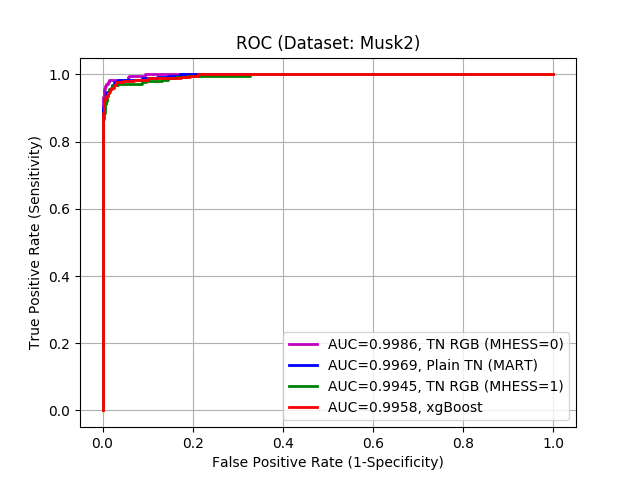 ROC (Dataset: Musk2)
True Positive Rate (Sensitivity)
1.0
0.8
0.6
0.4
0.2
0.0
AUC=0.9986, TN RGB (MHESS=0)
AUC=0.9969, Plain TN (MART)
AUC=0.9945, TN RGB (MHESS=1)
AUC=0.9958, xgBoost
0.0 0.2 0.4 0.6 0.8 1.0
False Positive Rate (1-Specificity)